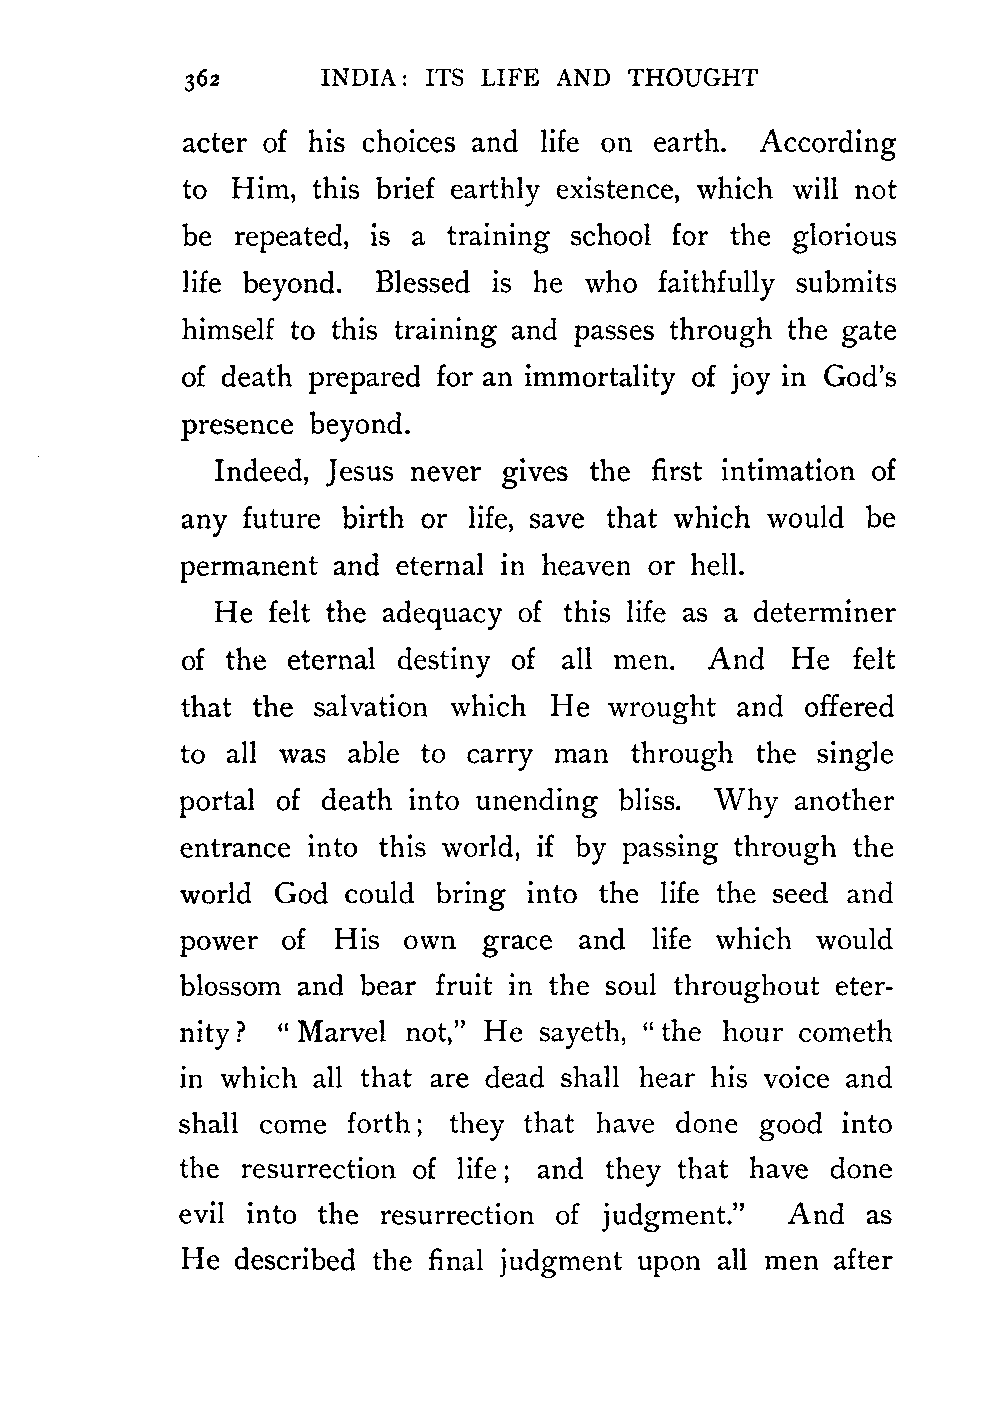 362 INDIA: ITS LIFE AND THOUGHT
acter of his choices and life on earth. According
to Him, this brief earthly existence, which will not
be repeated, is a training school for the glorious
life beyond. Blessed is he who faithfully submits
himself to this training and passes through the gate
of death prepared for an immortality of joy in God's
presence beyond.
Indeed, Jesus never gives the first intimation of
any future birth or life, save that which would be
permanent and eternal in heaven or hell.
He felt the adequacy of this life as a determiner
of the eternal destiny of all men. And He felt
that the salvation which He wrought and offered
to all was able to carry man through the single
portal of death into unending bliss. Why another
entrance into this world, if by passing through the
world God could bring into the life the seed and
power of His own grace and life which would
blossom and bear fruit in the soul throughout eter-
nity? “Marvel not,” He sayeth, “the hour cometh
in which all that are dead shall hear his voice and
shall come forth; they that have done good into
the resurrection of life; and they that have done
evil into the resurrection of judgment.” And as
He described the final judgment upon all men after